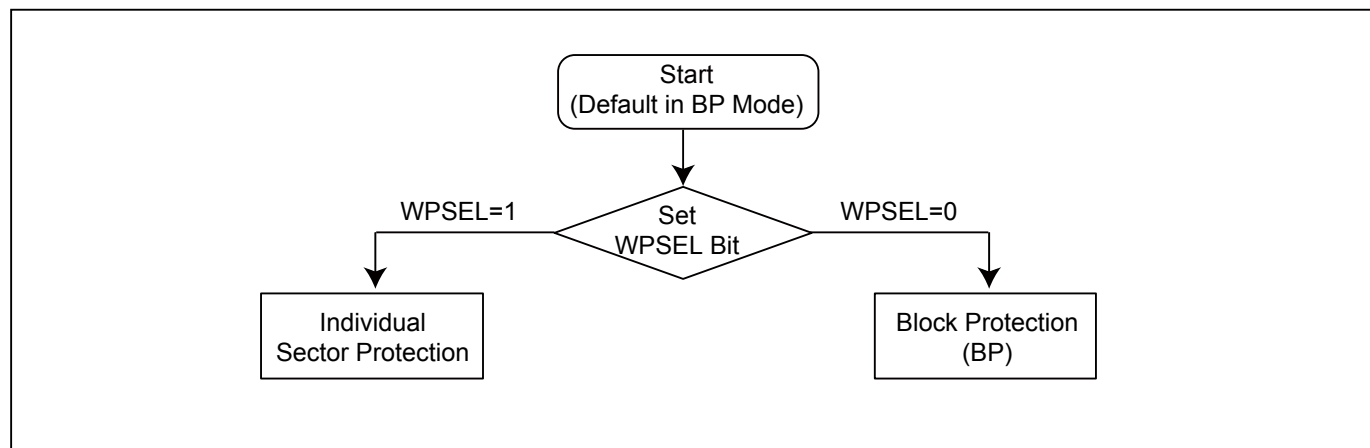 Start
(Default in BP Mode)
WPSEL=1
Set
WPSEL Bit
WPSEL=0
Individual
Sector Protection
Block Protection
(BP)